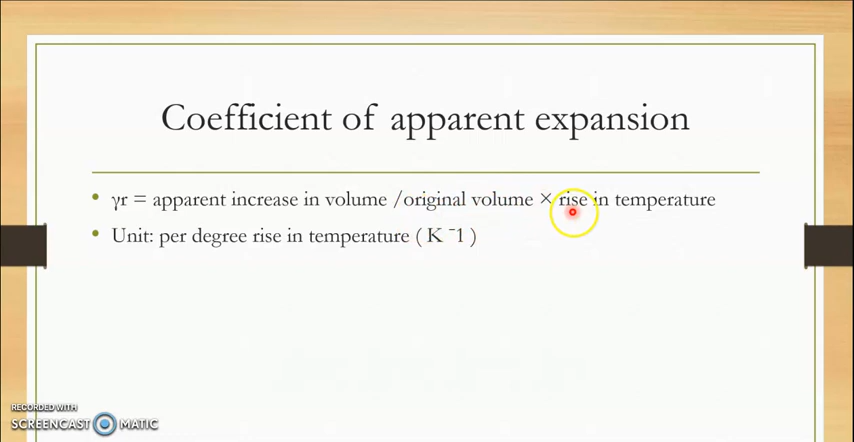 Coefficient of apparent expansion
• γr = apparent increase in volume /original volume × rise in temperature
• Unit: per degree rise in temperature ( K ⁻1 )
RECORDED WITH
SCREENCAST MATIC